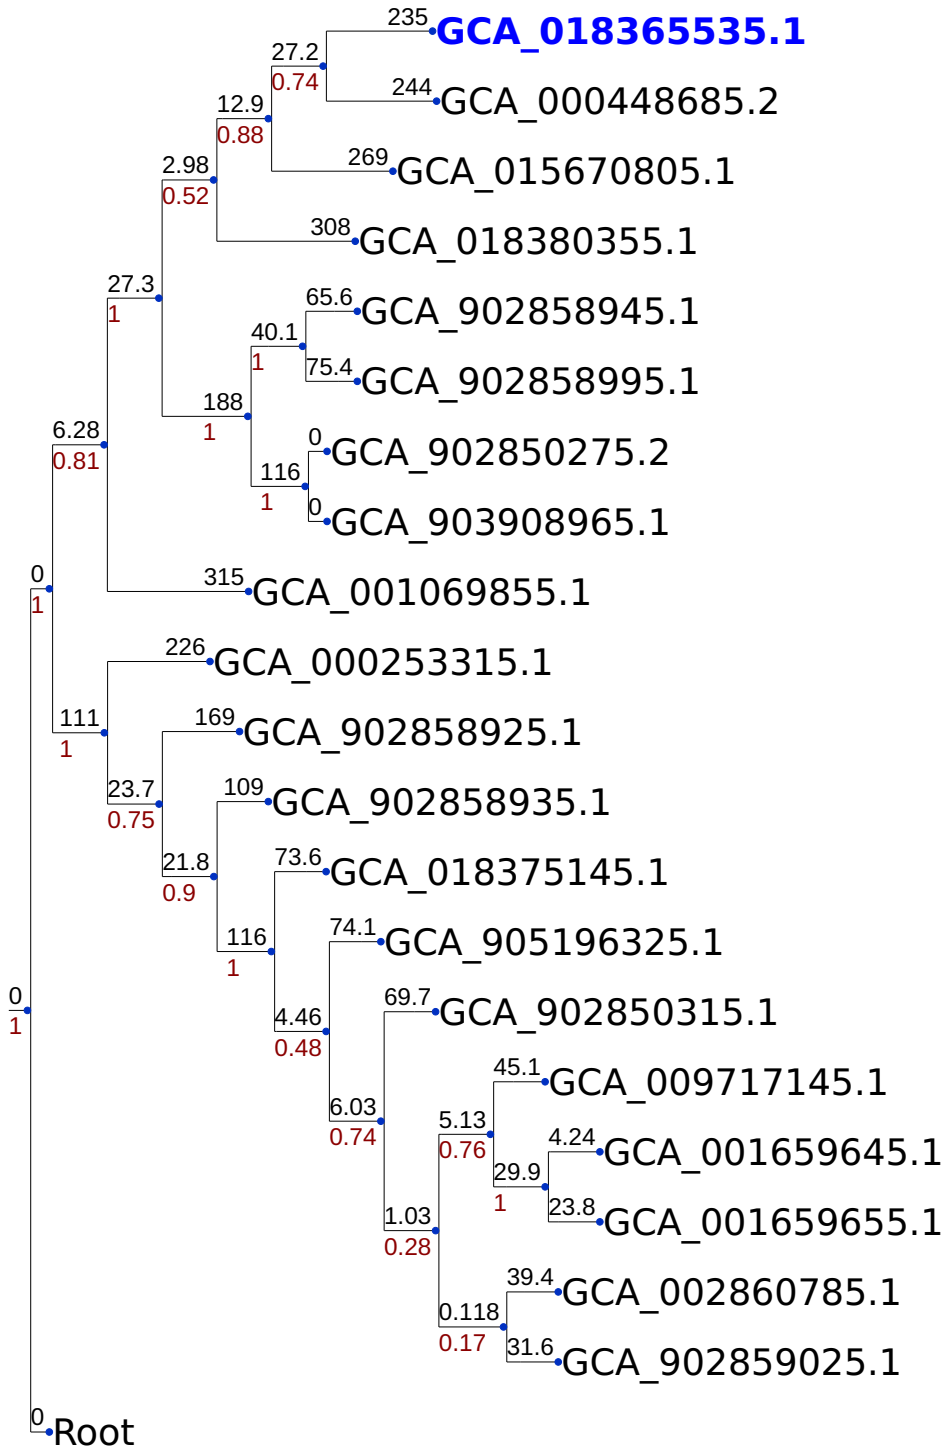 235 GCA_018365535.1
27.2
0.74
244 GCA_000448685.2
12.9
0.88
269 GCA_015670805.1
2.98
0.52
308 GCA_018380355.1
27.3
1
65.6 GCA_902858945.1
40.1
1
75.4 GCA_902858995.1
188
1
0 GCA_902850275.2
6.28
0.81
116
1
0 GCA_903908965.1
0
1
315 GCA_001069855.1
226 GCA_000253315.1
111
1
169 GCA_902858925.1
23.7
0.75
109 GCA_902858935.1
21.8
0.9
73.6 GCA_018375145.1
116
1
74.1 GCA_905196325.1
0
1
4.46
0.48
69.7 GCA_902850315.1
45.1 GCA_009717145.1
6.03
0.74
5.13
0.76
4.24 GCA_001659645.1
29.9
1
23.8 GCA_001659655.1
1.03
0.28
39.4 GCA_002860785.1
0.118
0.17
31.6 GCA_902859025.1
0 Root